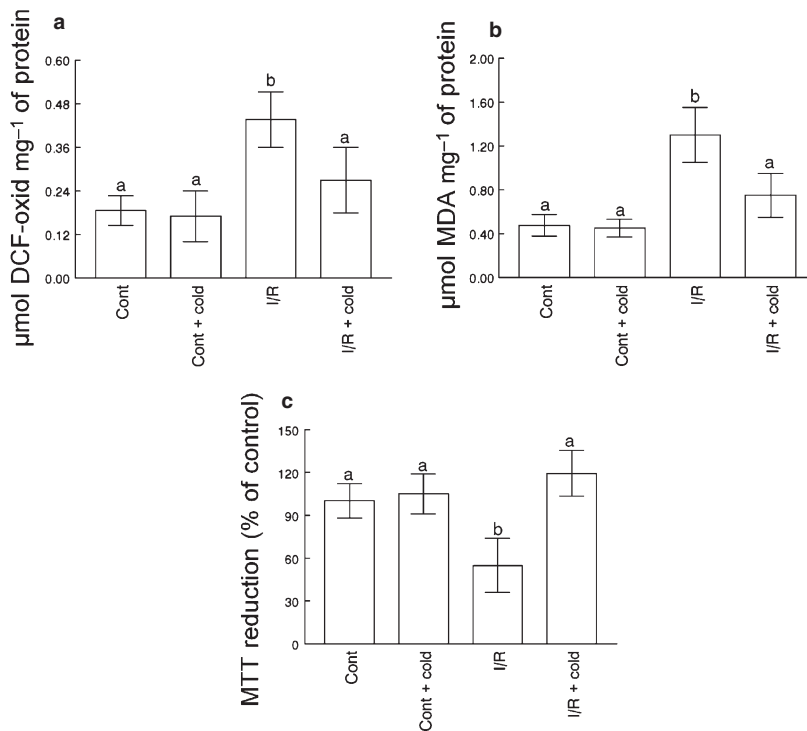 a
µmol DCF-oxid mg–1 of protein
0.60
0.48
0.36
0.24
0.12
0.00
a
a
b
a
Cont
Cont + cold
I/R
I/R + cold
b
µmol MDA mg–1 of protein
2.00
1.60
1.20
0.80
0.40
0.00
a
a
b
a
Cont
Cont + cold
I/R
I/R + cold
c
MTT reduction (% of control)
150
120
90
60
30
0
a
a
b
a
Cont
Cont + cold
I/R
I/R + cold